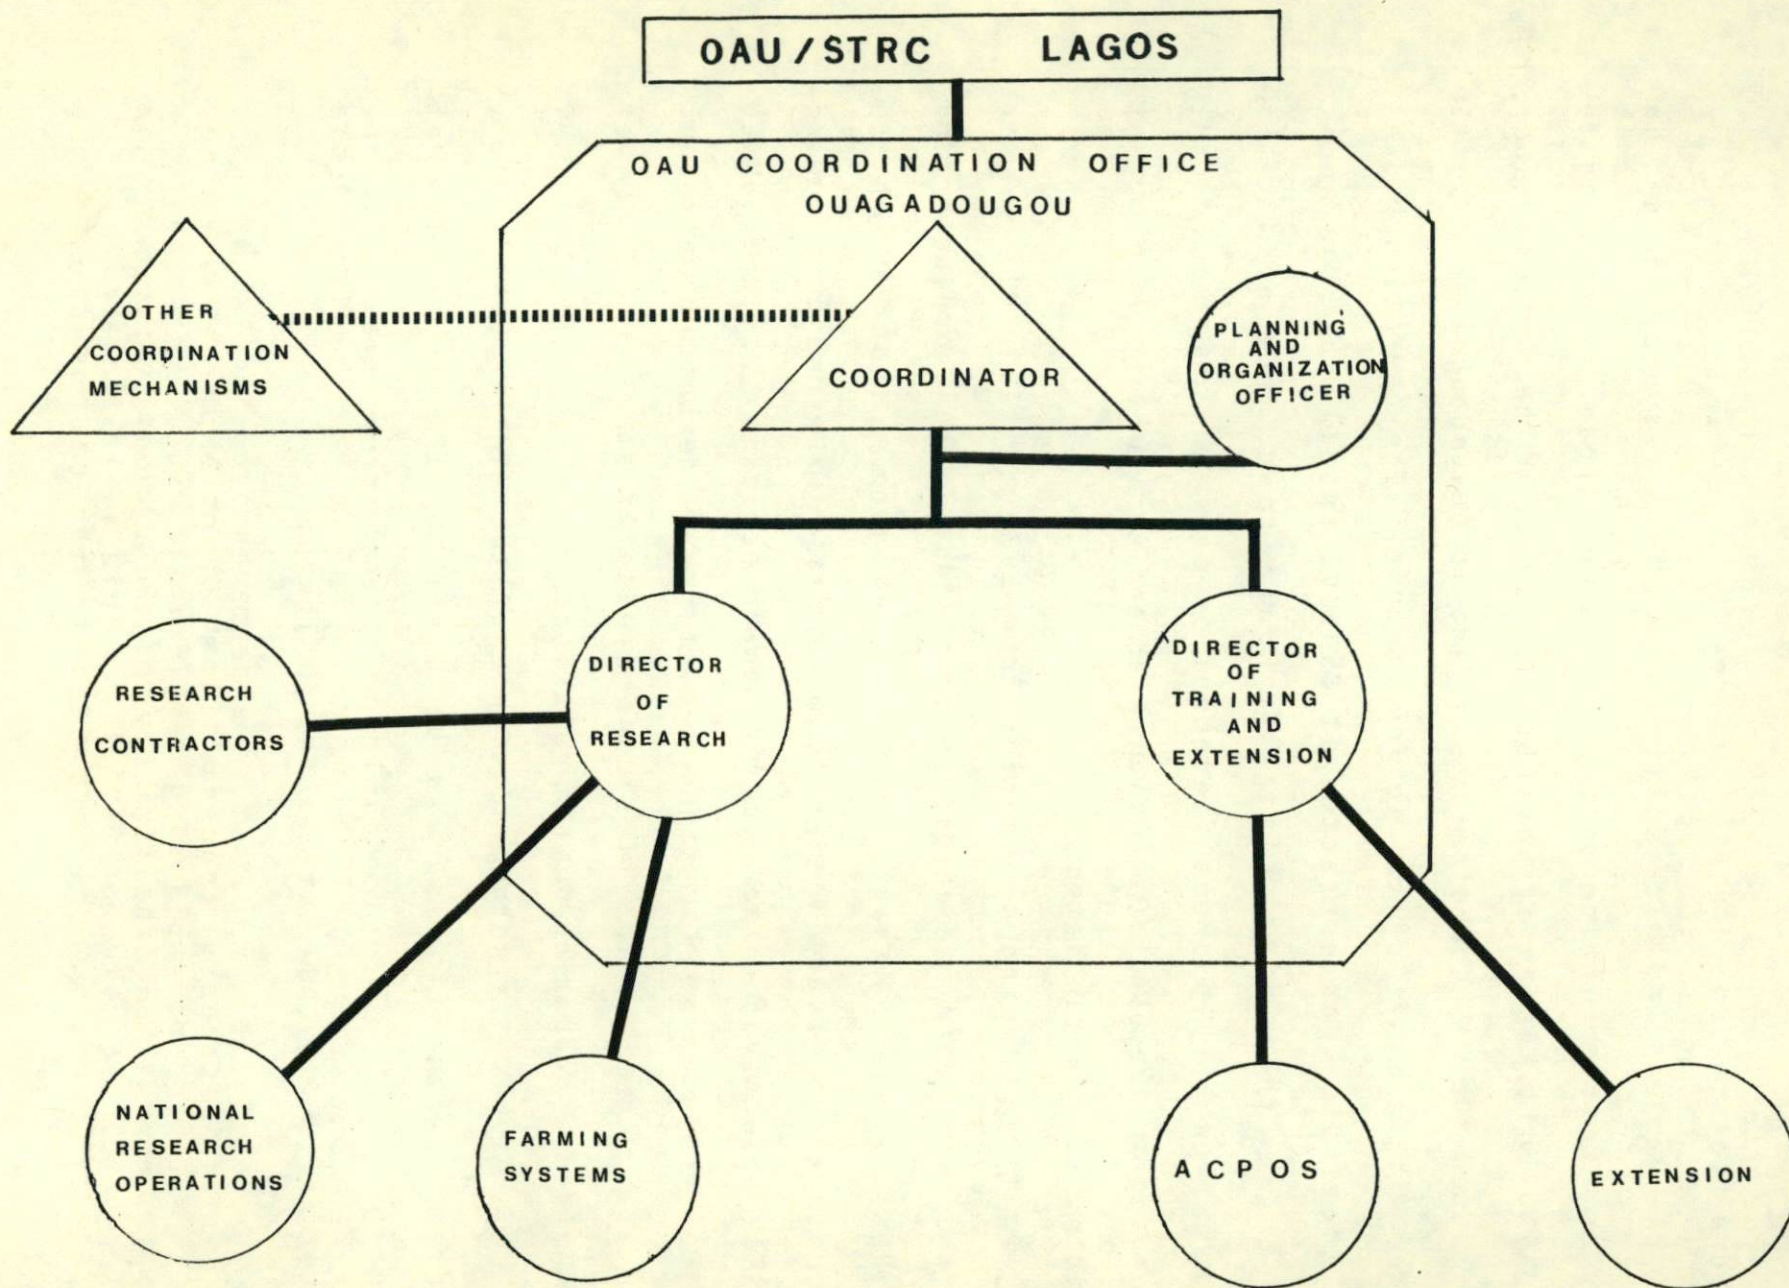 OAU/STRC LAGOS
OAU COORDINATION OFFICE
OUAGADOUGOU
OTHER
COORDINATION
MECHANISMS
COORDINATOR
PLANNING
AND
ORGANIZATION
OFFICER
RESEARCH
CONTRACTORS
DIRECTOR
OF
RESEARCH
DIRECTOR
OF
TRAINING
AND
EXTENSION
NATIONAL
RESEARCH
OPERATIONS
FARMING
SYSTEMS
ACPOS
EXTENSION